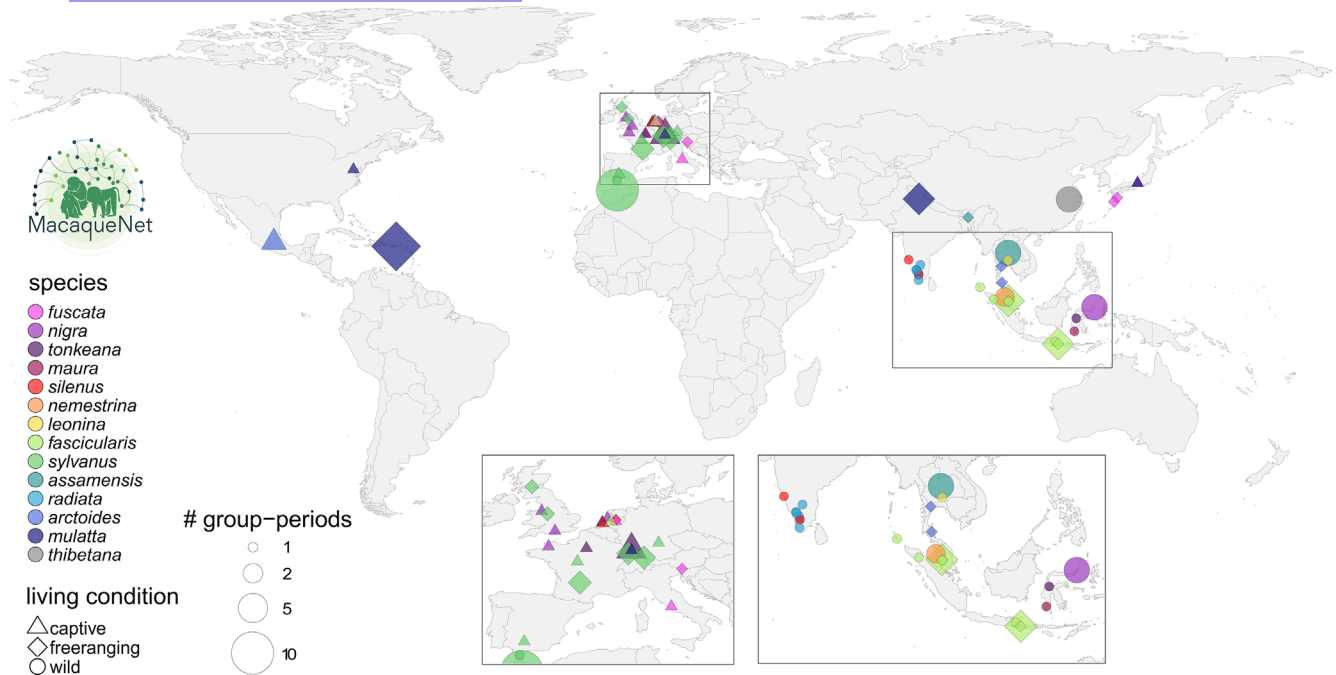 MacaqueNet
species
fuscata
nigra
tonkeana
maura
silenus
nemestrina
leonina
fascicularis
sylvanus
assamensis
radiata
arctoides
mulatta
thibetana
living condition
captive
freeranging
wild
# group−periods
1
2
5
10